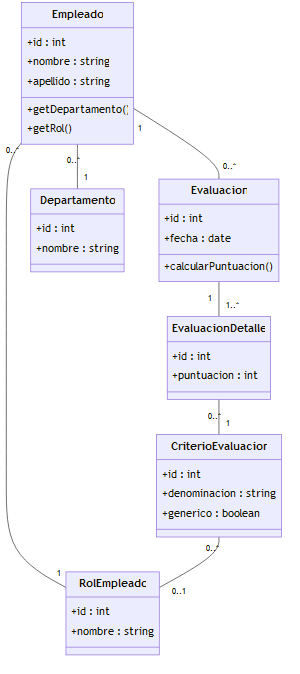 Empleado
+id : int
+nombre : string
+apellido : string
+getDepartamento()
+getRol()
0..*
0..*
1
1
0..*
Departamento
+id : int
+nombre : string
Evaluacion
+id : int
+fecha : date
+calcularPuntuacion()
1
1..*
EvaluacionDetalle
+id : int
+puntuacion : int
0..*
1
CriterioEvaluacion
+id : int
+denominacion : string
+generico : boolean
0..*
1
0..1
RolEmpleado
+id : int
+nombre : string